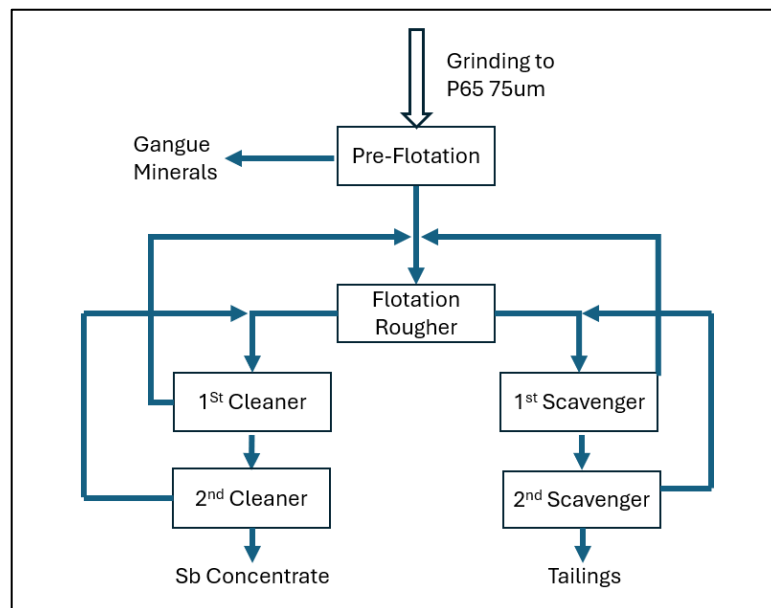 Grinding to
P65 75um
Gangue
Minerals
Pre-Flotation
Flotation
Rougher
1St Cleaner
1st Scavenger
2nd Cleaner
2nd Scavenger
Sb Concentrate
Tailings